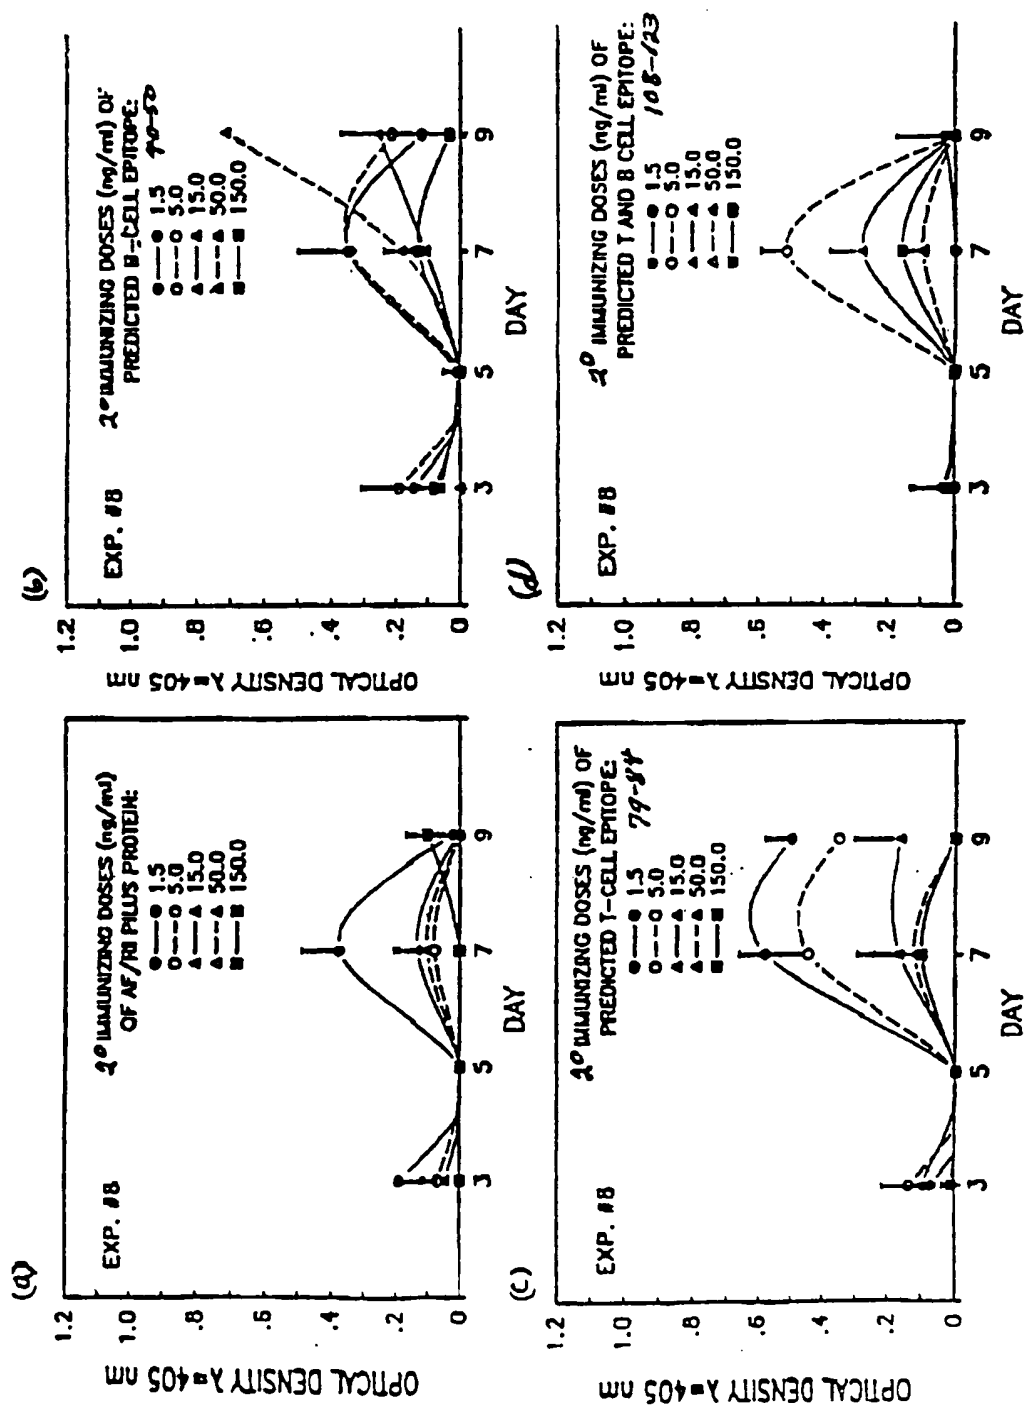 (a)
EXP. #8
2° IMMUNIZING DOSES (ng/ml)
OF AF/R1 PILUS PROTEIN:
1.5
5.0
15.0
50.0
150.0
OPTICAL DENSITY λ=405 nm
1.2
1.0
.8
.6
.4
.2
0
3
5
7
9
DAY
(b)
EXP. #8
2° IMMUNIZING DOSES (ng/ml) OF
PREDICTED B-CELL EPITOPE:
40-50
1.5
5.0
15.0
50.0
150.0
OPTICAL DENSITY λ=405 nm
1.2
1.0
.8
.6
.4
.2
0
3
5
7
9
DAY
(c)
EXP. #8
2° IMMUNIZING DOSES (ng/ml) OF
PREDICTED T-CELL EPITOPE:
79-84
1.5
5.0
15.0
50.0
150.0
OPTICAL DENSITY λ=405 nm
1.2
1.0
.8
.6
.4
.2
0
3
5
7
9
DAY
(d)
EXP. #8
2° IMMUNIZING DOSES (ng/ml) OF
PREDICTED T AND B CELL EPITOPE:
108-123
1.5
5.0
15.0
50.0
150.0
OPTICAL DENSITY λ=405 nm
1.2
1.0
.8
.6
.4
.2
0
3
5
7
9
DAY